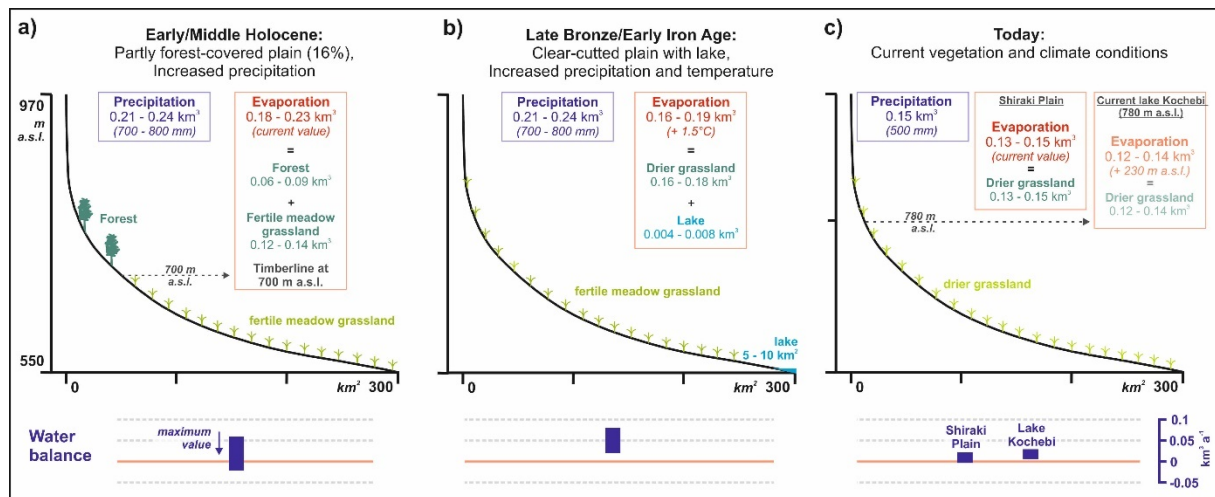 a)
Early/Middle Holocene:
Partly forest-covered plain (16%),
Increased precipitation
970
m
a.s.l.
Precipitation
0.21 - 0.24 km³
(700 - 800 mm)
Evaporation
0.18 - 0.23 km³
(current value)
=
Forest
0.06 - 0.09 km³
+
Fertile meadow
grassland
0.12 - 0.14 km³
Timberline at
700 m a.s.l.
Forest
700 m
a.s.l.
fertile meadow grassland
550
0
km²
300
b)
Late Bronze/Early Iron Age:
Clear-cutted plain with lake,
Increased precipitation and temperature
Precipitation
0.21 - 0.24 km³
(700 - 800 mm)
Evaporation
0.16 - 0.19 km³
(+ 1.5°C)
=
Drier grassland
0.16 - 0.18 km³
+
Lake
0.004 - 0.008 km³
fertile meadow grassland
lake
5 - 10 km²
0
km²
300
c)
Today:
Current vegetation and climate conditions
Precipitation
0.15 km³
(500 mm)
Shiraki Plain
Evaporation
0.13 - 0.15 km³
(current value)
=
Drier grassland
0.13 - 0.15 km³
Current lake Kochebi
(780 m a.s.l.)
Evaporation
0.12 - 0.14 km³
(+ 230 m a.s.l.)
=
Drier grassland
0.12 - 0.14 km³
780 m
a.s.l.
drier grassland
0
km²
300
Water
balance
maximum
value
Shiraki
Plain
Lake
Kochebi
0.1
0.05
0
-0.05
km³ a⁻¹